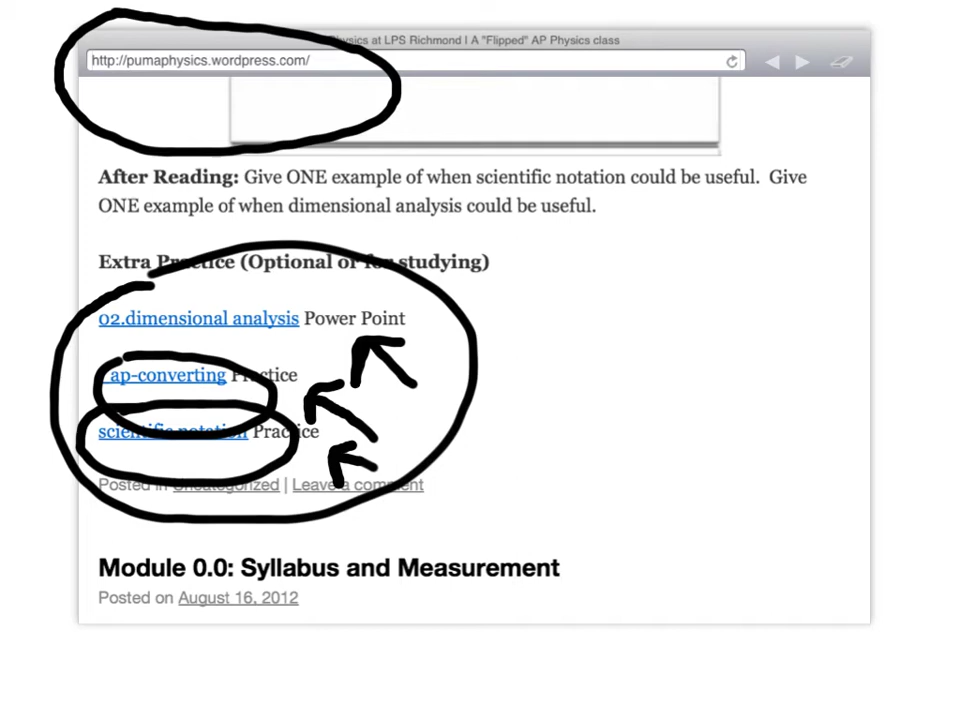 Physics at LPS Richmond | A "Flipped" AP Physics class
http://pumaphysics.wordpress.com/
After Reading: Give ONE example of when scientific notation could be useful.  Give
ONE example of when dimensional analysis could be useful.
Extra Practice (Optional or for studying)
02.dimensional analysis Power Point
ap-converting Practice
scientific notation Practice
Posted in Uncategorized | Leave a comment
Module 0.0: Syllabus and Measurement
Posted on August 16, 2012